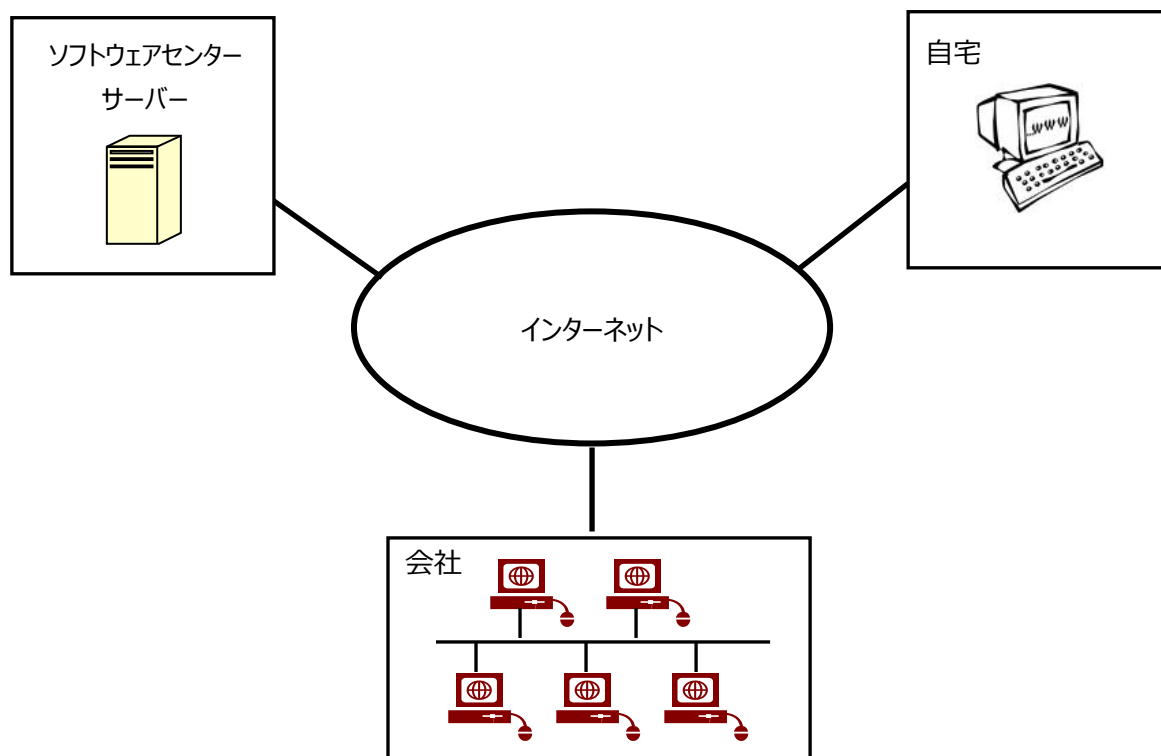 ソフトウェアセンター
サーバー
自宅
...www
インターネット
会社